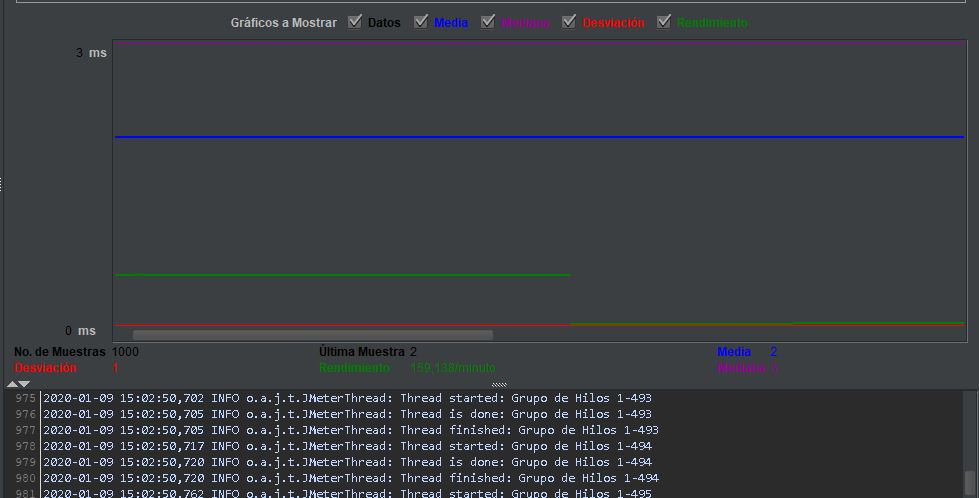 Gráficos a Mostrar Datos Media Mediana Desviación Rendimiento
3 ms
0 ms
No. de Muestras 1000 Última Muestra 2 Media 2
Desviación 1 Rendimiento 159,138/minuto Mediana
975 2020-01-09 15:02:50,702 INFO o.a.j.t.JMeterThread: Thread started: Grupo de Hilos 1-493
976 2020-01-09 15:02:50,705 INFO o.a.j.t.JMeterThread: Thread is done: Grupo de Hilos 1-493
977 2020-01-09 15:02:50,705 INFO o.a.j.t.JMeterThread: Thread finished: Grupo de Hilos 1-493
978 2020-01-09 15:02:50,717 INFO o.a.j.t.JMeterThread: Thread started: Grupo de Hilos 1-494
979 2020-01-09 15:02:50,720 INFO o.a.j.t.JMeterThread: Thread is done: Grupo de Hilos 1-494
980 2020-01-09 15:02:50,720 INFO o.a.j.t.JMeterThread: Thread finished: Grupo de Hilos 1-494
981 2020-01-09 15:02:50,762 INFO o.a.j.t.JMeterThread: Thread started: Grupo de Hilos 1-495